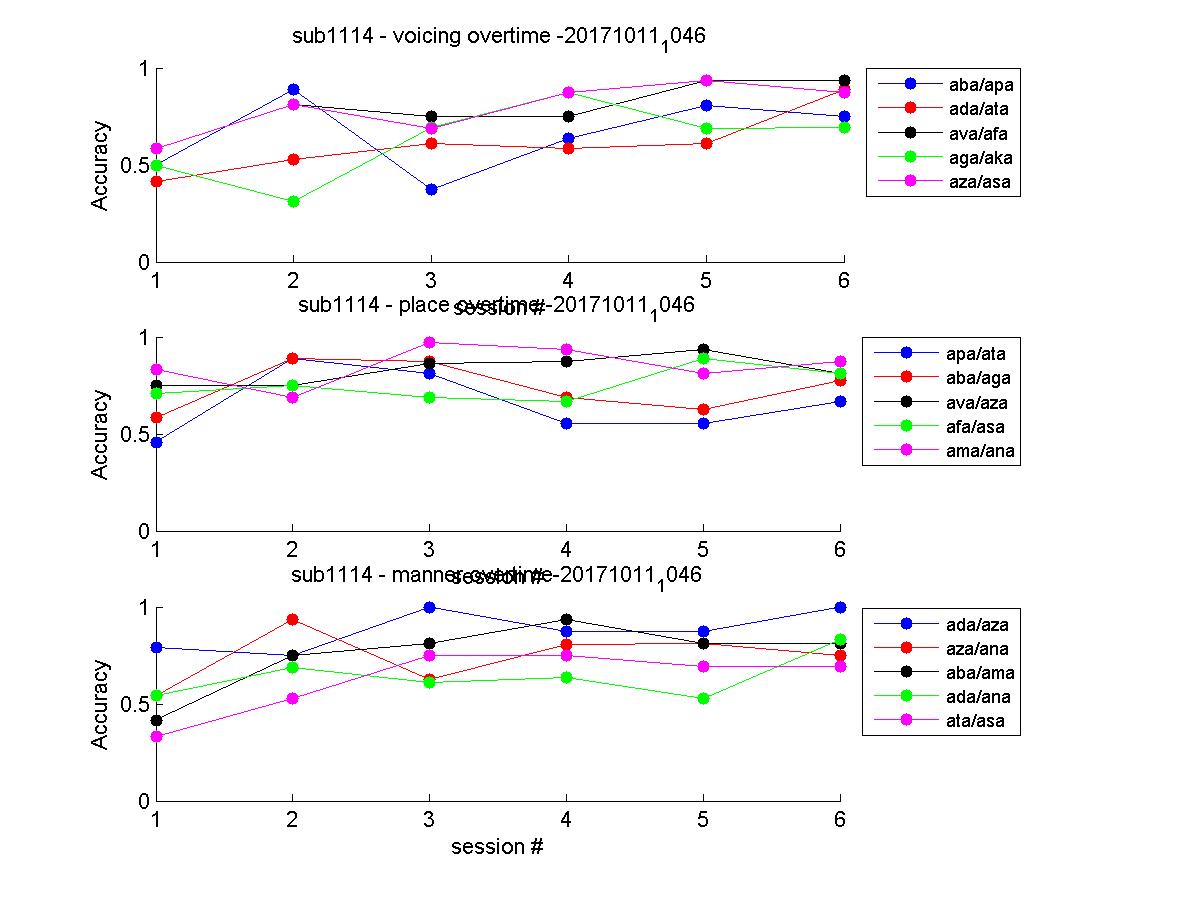 sub1114 - voicing overtime -20171011_1046
1
0.5
0
Accuracy
1 2 3 4 5 6
session #
aba/apa
ada/ata
ava/afa
aga/aka
aza/asa
sub1114 - place overtime -20171011_1046
1
0.5
0
Accuracy
1 2 3 4 5 6
session #
apa/ata
aba/aga
ava/aza
afa/asa
ama/ana
sub1114 - manner overtime -20171011_1046
1
0.5
0
Accuracy
1 2 3 4 5 6
session #
ada/aza
aza/ana
aba/ama
ada/ana
ata/asa